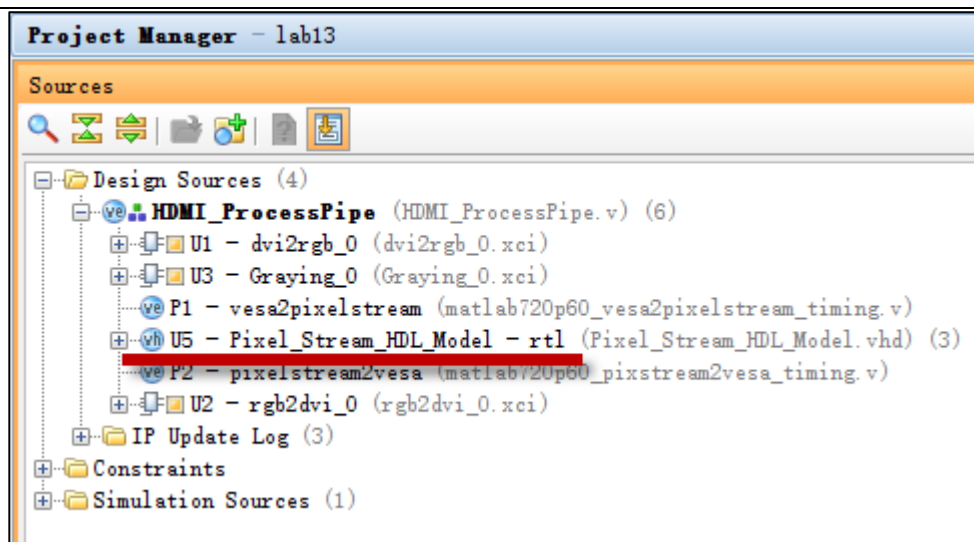 Project Manager - lab13
Sources
Design Sources (4)
HDMI_ProcessPipe (HDMI_ProcessPipe.v) (6)
U1 - dvi2rgb_0 (dvi2rgb_0.xci)
U3 - Graying_0 (Graying_0.xci)
P1 - vesa2pixelstream (matlab720p60_vesa2pixelstream_timing.v)
U5 - Pixel_Stream_HDL_Model - rtl (Pixel_Stream_HDL_Model.vhd) (3)
P2 - pixelstream2vesa (matlab720p60_pixstream2vesa_timing.v)
U2 - rgb2dvi_0 (rgb2dvi_0.xci)
IP Update Log (3)
Constraints
Simulation Sources (1)